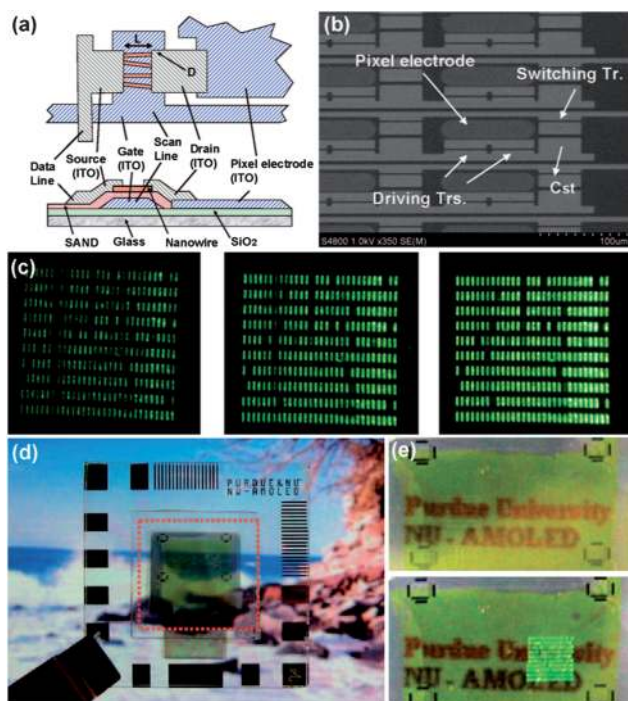 (a)
L
D
Data Line
Source (ITO)
Gate (ITO)
Scan Line
Drain (ITO)
Pixel electrode (ITO)
SAND
Glass
Nanowire
SiO₂
(b)
Pixel electrode
Switching Tr.
Driving Trs.
Cst
S4800 1.0kV x350 SE(M)
100um
(c)
(d)
PURDUE&NU
NU-AMOLED
(e)
Purdue University
NU - AMOLED
Purdue University
NU - AMOLED